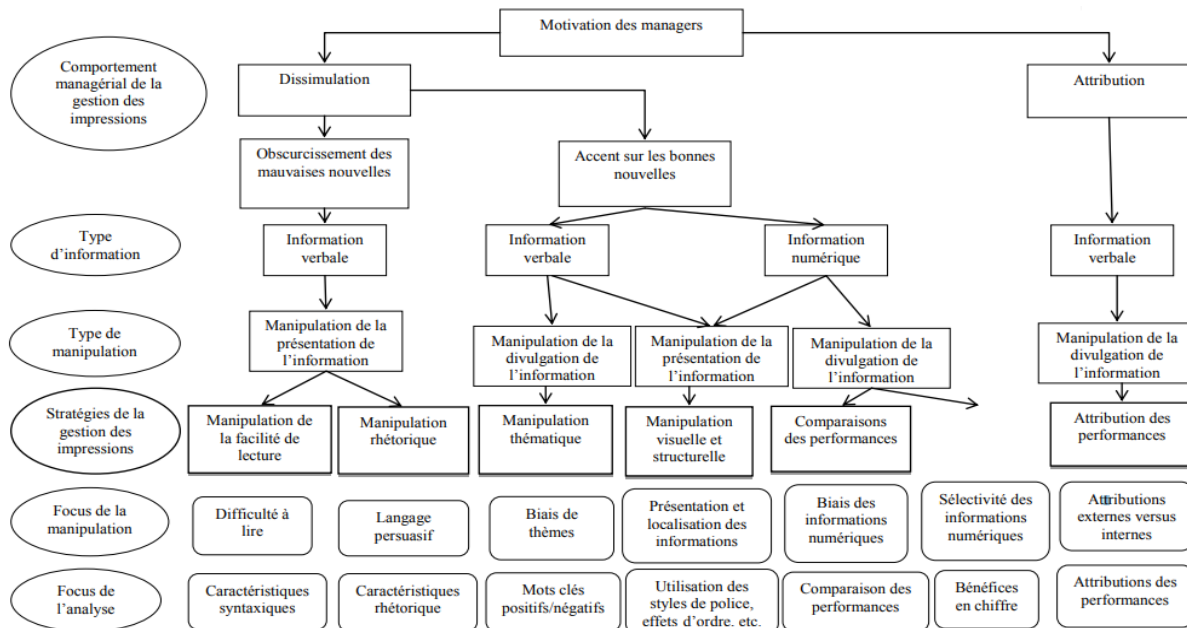 Motivation des managers
Comportement
managérial de la
gestion des
impressions
Dissimulation
Attribution
Obscurcissement des
mauvaises nouvelles
Accent sur les bonnes
nouvelles
Type
d'information
Information
verbale
Information
verbale
Information
numérique
Information
verbale
Type de
manipulation
Manipulation de la
présentation de
l'information
Manipulation de la
divulgation de
l'information
Manipulation de la
présentation de
l'information
Manipulation de la
divulgation de
l'information
Manipulation de la
divulgation de
l'information
Stratégies de la
gestion des
impressions
Manipulation de
la facilité de
lecture
Manipulation
rhétorique
Manipulation
thématique
Manipulation
visuelle et
structurelle
Comparaisons
des performances
Attribution des
performances
Focus de la
manipulation
Difficulté à
lire
Langage
persuasif
Biais de
thèmes
Présentation et
localisation des
informations
Biais des
informations
numériques
Sélectivité des
informations
numériques
Attributions
externes versus
internes
Focus de
l'analyse
Caractéristiques
syntaxiques
Caractéristiques
rhétorique
Mots clés
positifs/négatifs
Utilisation des
styles de police,
effets d'ordre, etc.
Comparaison des
performances
Bénéfices
en chiffre
Attributions des
performances